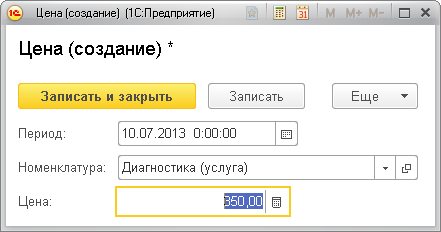 Цена (создание) (1С:Предприятие)
M M+ M-
Цена (создание) *
Записать и закрыть Записать Еще
Период: 10.07.2013 0:00:00
Номенклатура: Диагностика (услуга)
Цена: 350,00